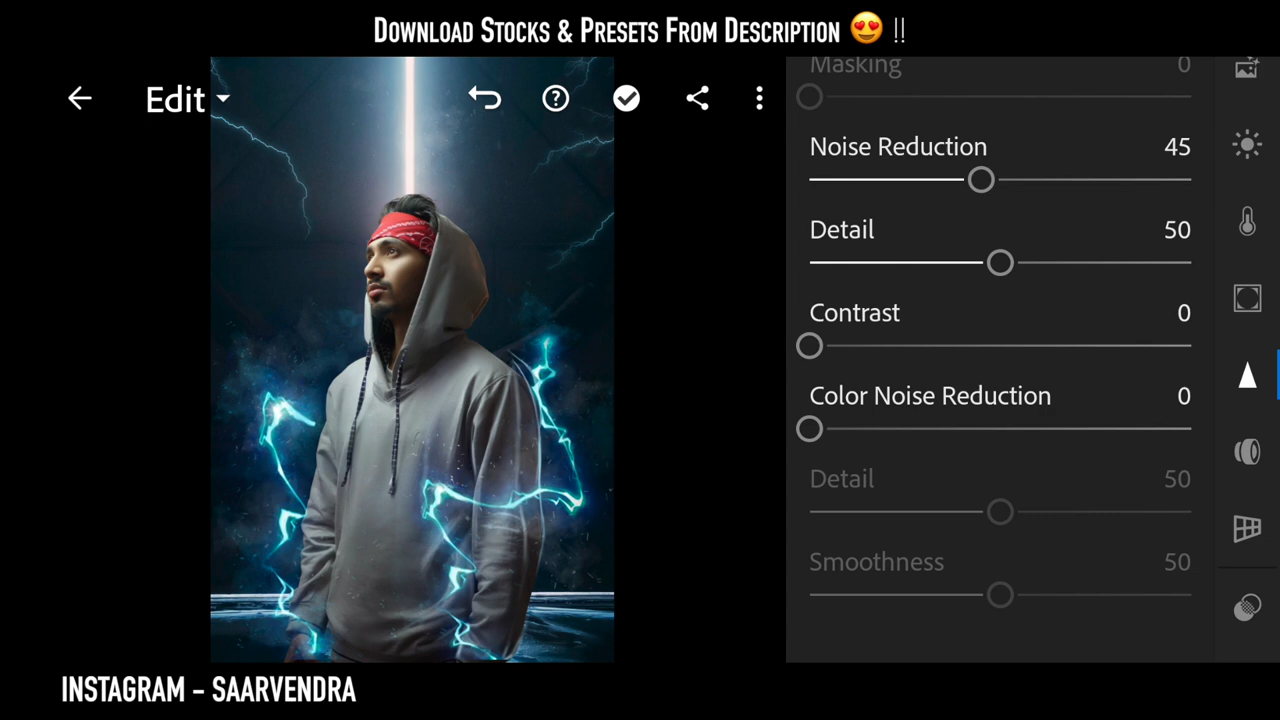 DOWNLOAD STOCKS & PRESETS FROM DESCRIPTION 😍 !!
Edit
Masking 0
Noise Reduction 45
Detail 50
Contrast 0
Color Noise Reduction 0
Detail 50
Smoothness 50
INSTAGRAM - SAARVENDRA